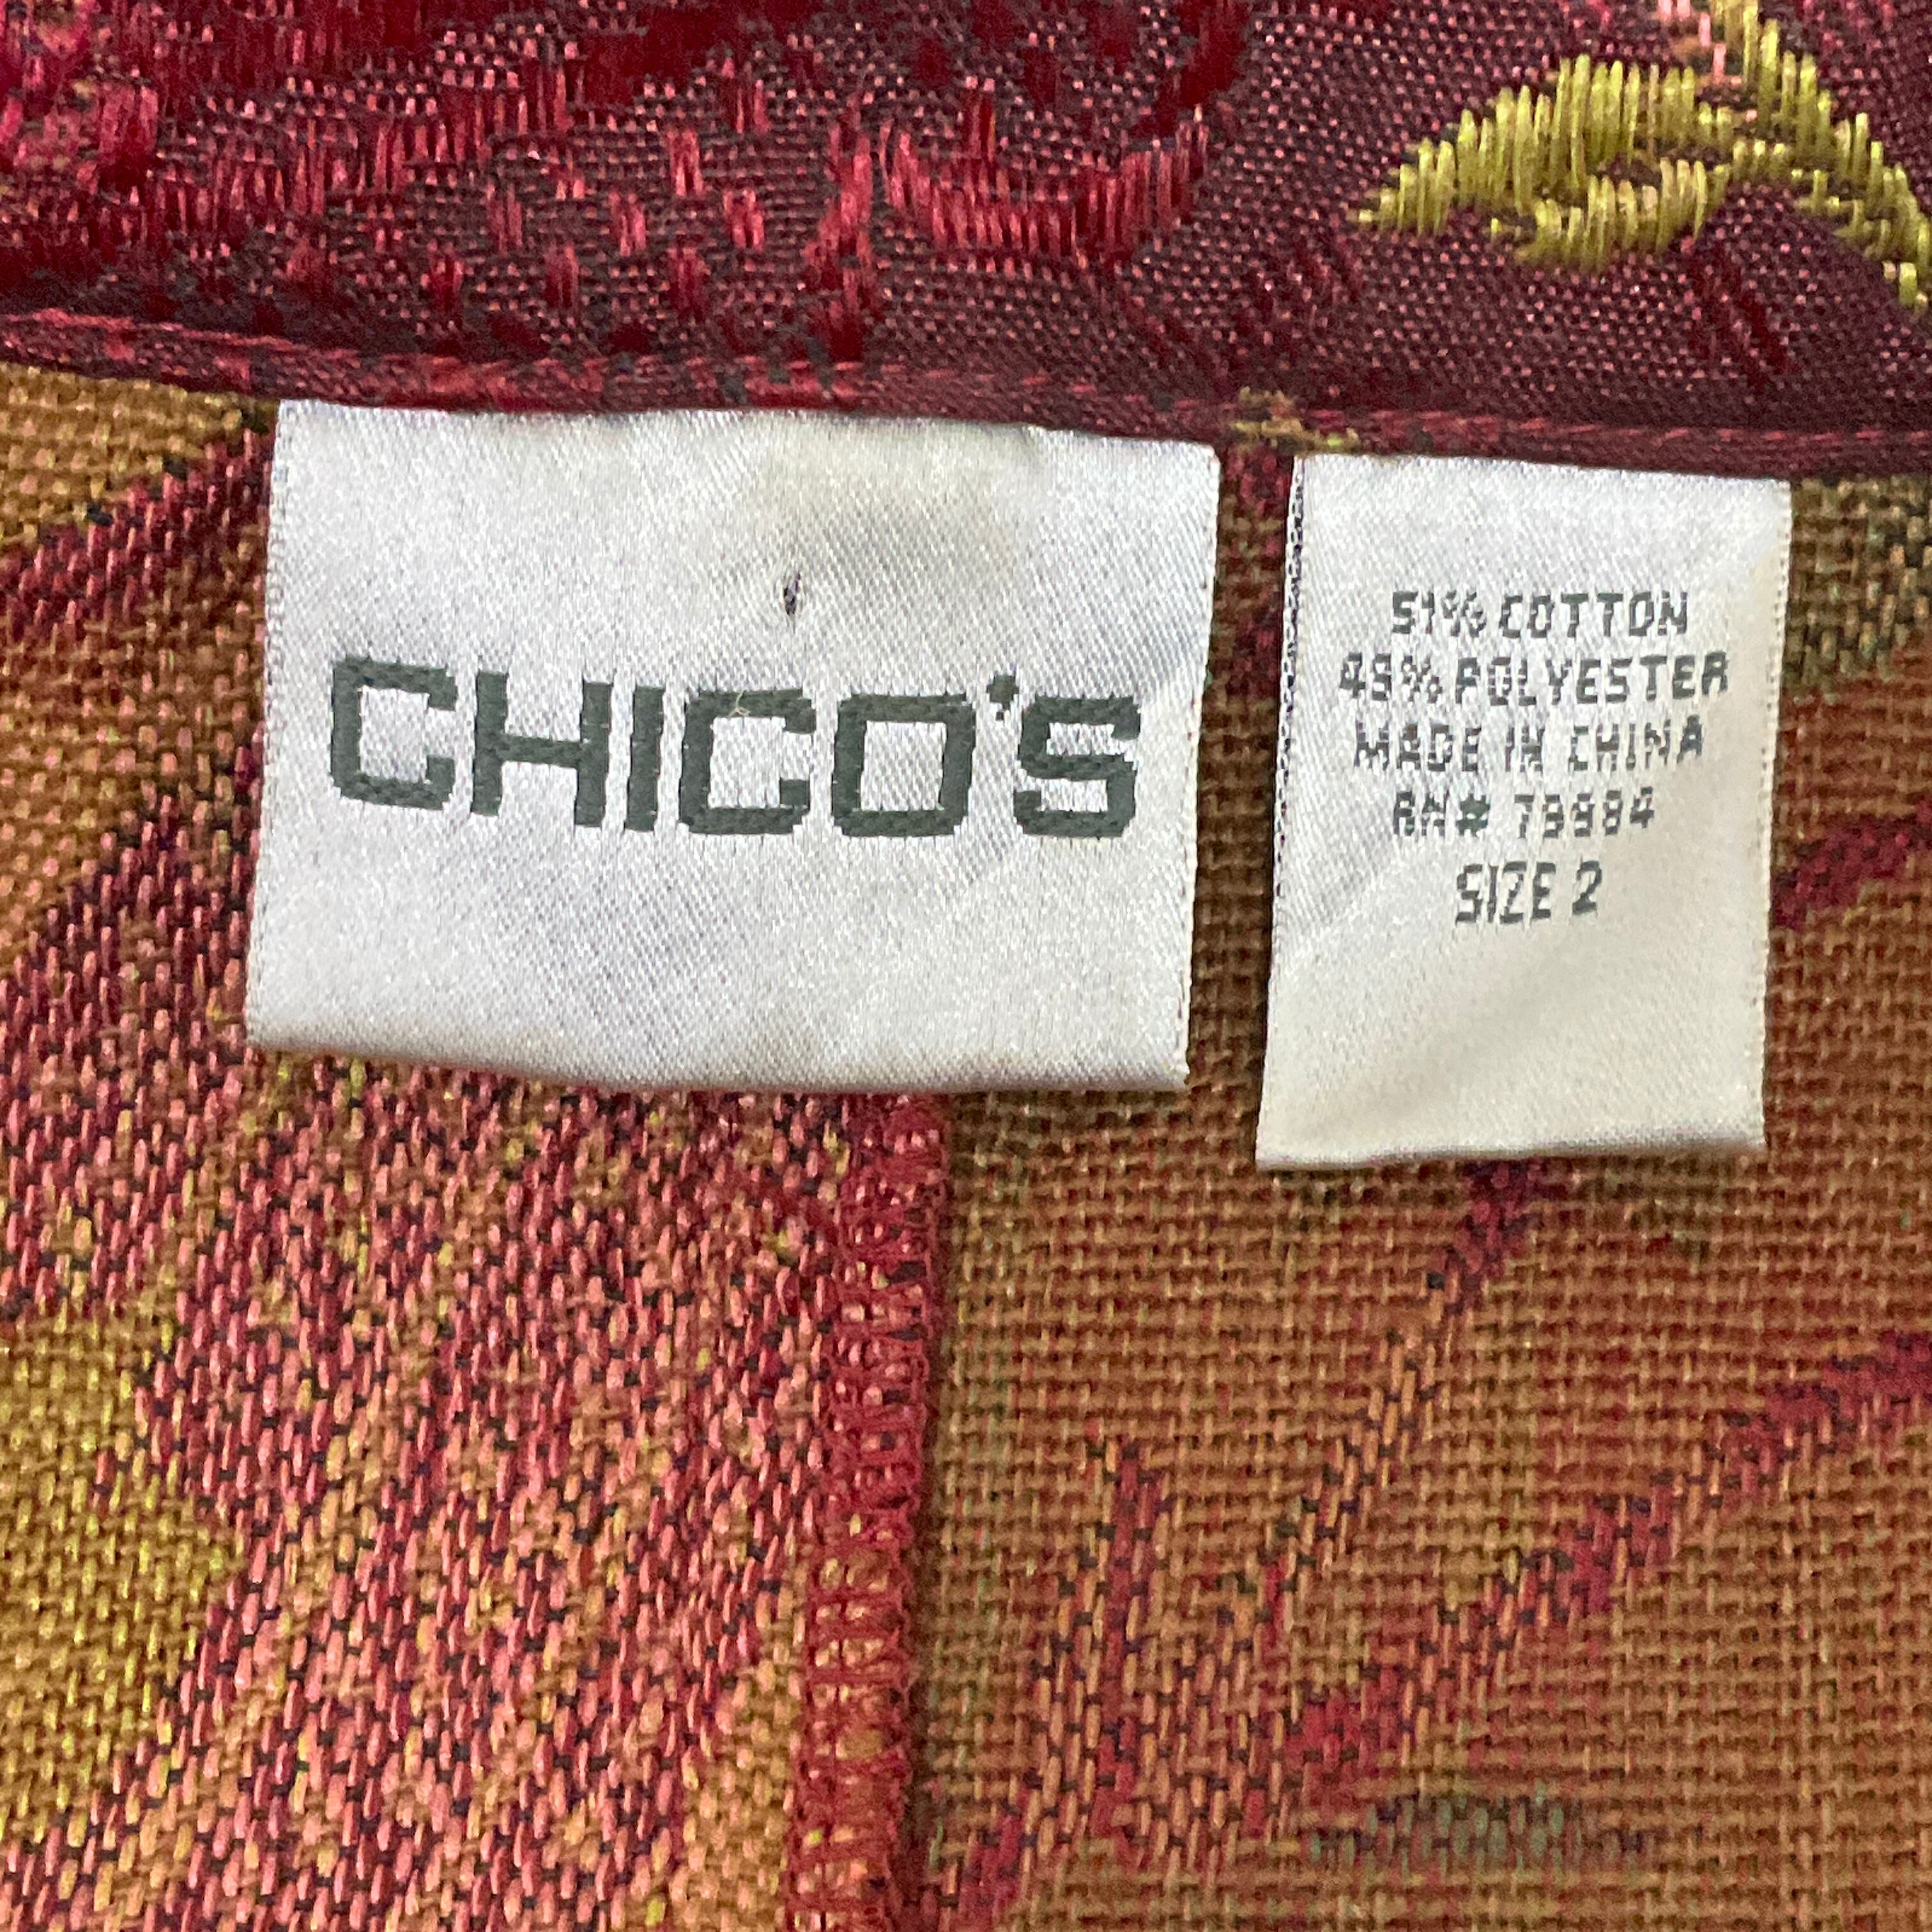 CHICO'S
51% COTTON
49% POLYESTER
MADE IN CHINA
RN# 79984
SIZE 2